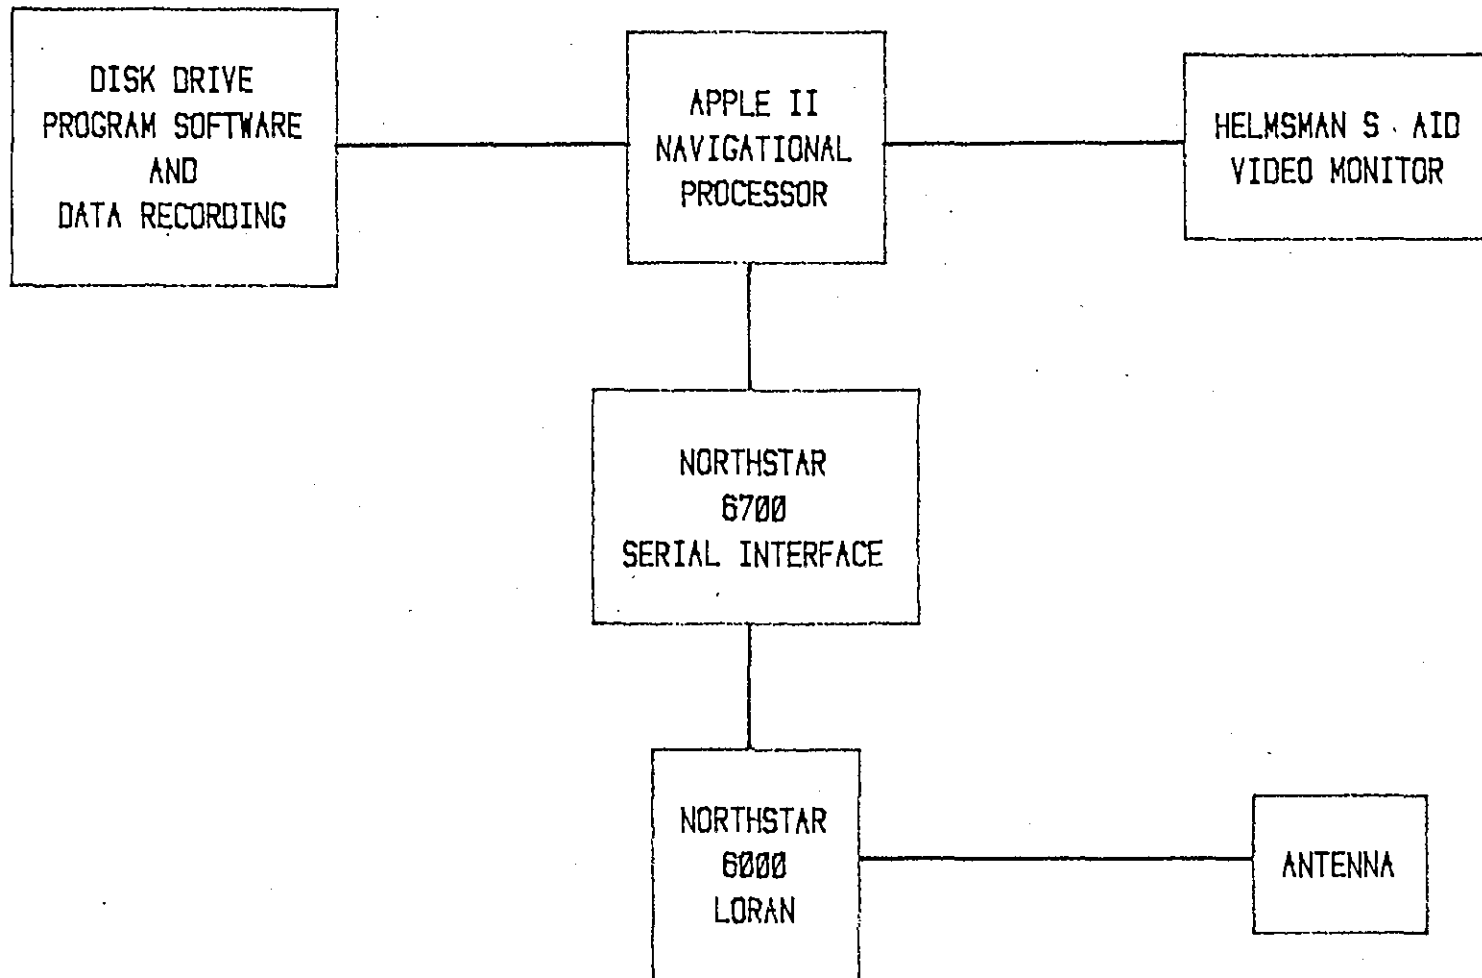 DISK DRIVE
PROGRAM SOFTWARE
AND
DATA RECORDING
APPLE II
NAVIGATIONAL
PROCESSOR
HELMSMAN S AID
VIDEO MONITOR
NORTHSTAR
6700
SERIAL INTERFACE
NORTHSTAR
6000
LORAN
ANTENNA